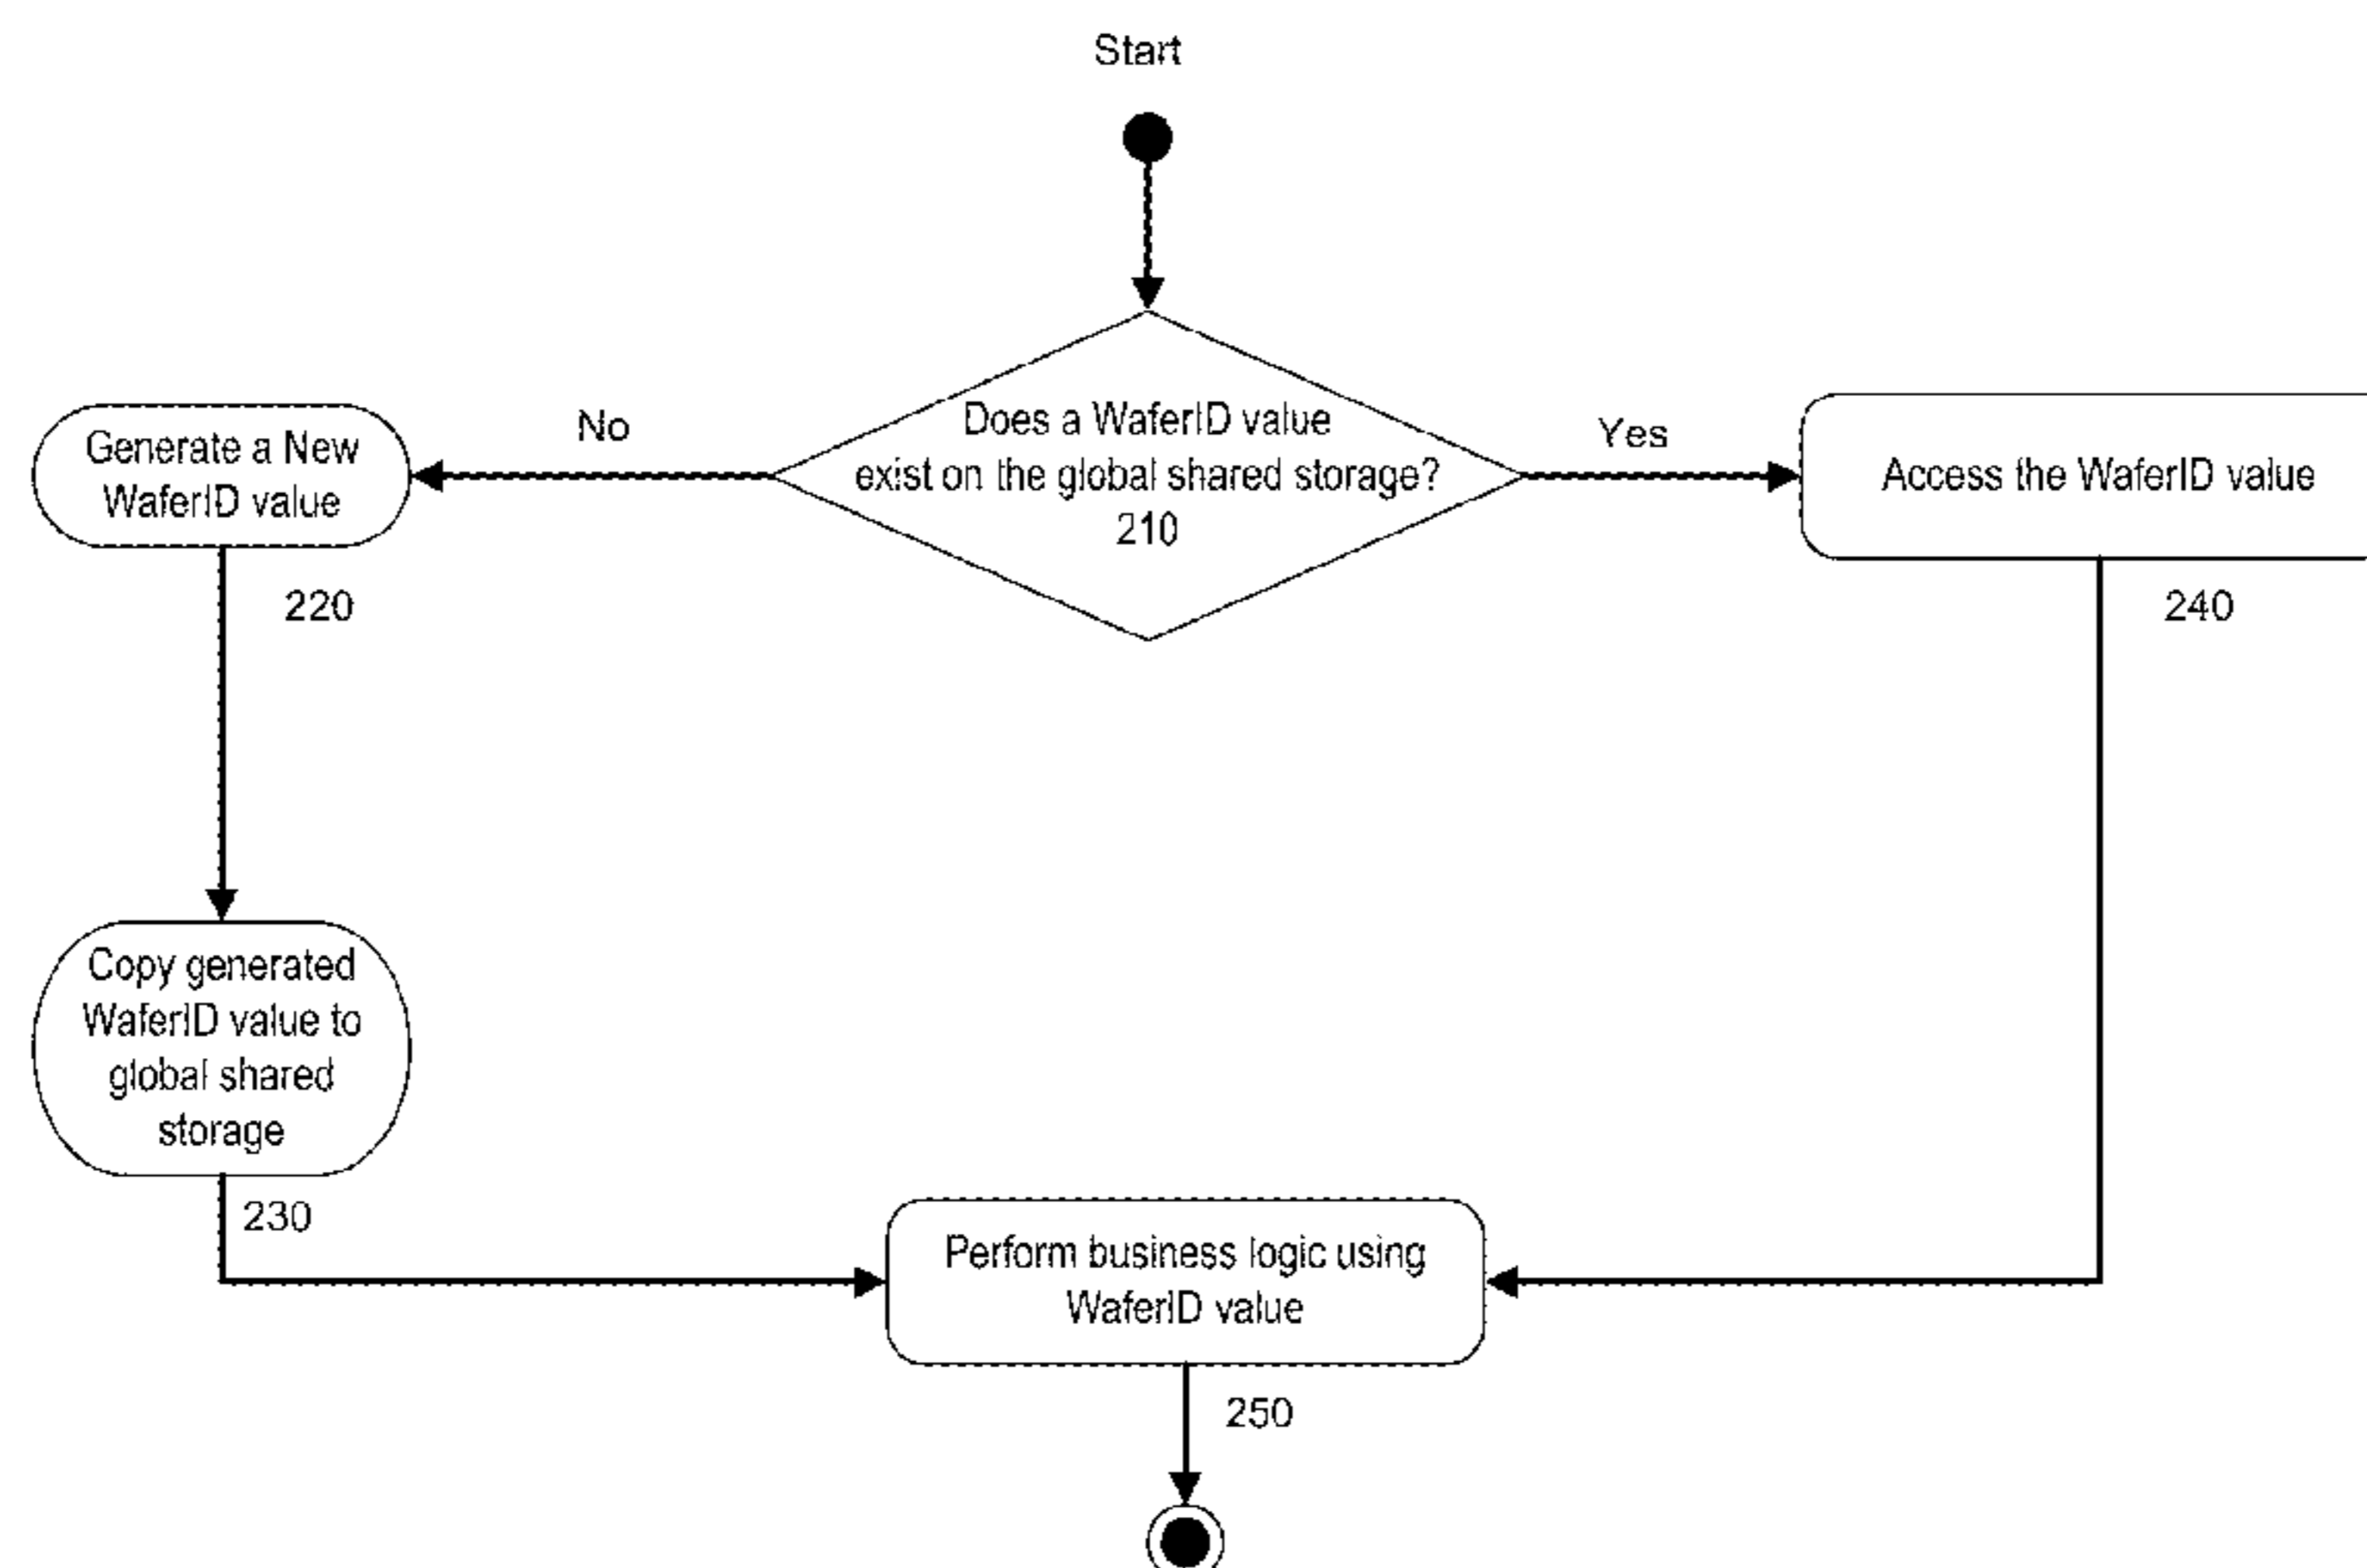 Start
Does a WaferID value
exist on the global shared storage?
210
No
Yes
Generate a New
WaferID value
220
Access the WaferID value
240
Copy generated
WaferID value to
global shared
storage
230
Perform business logic using
WaferID value
250